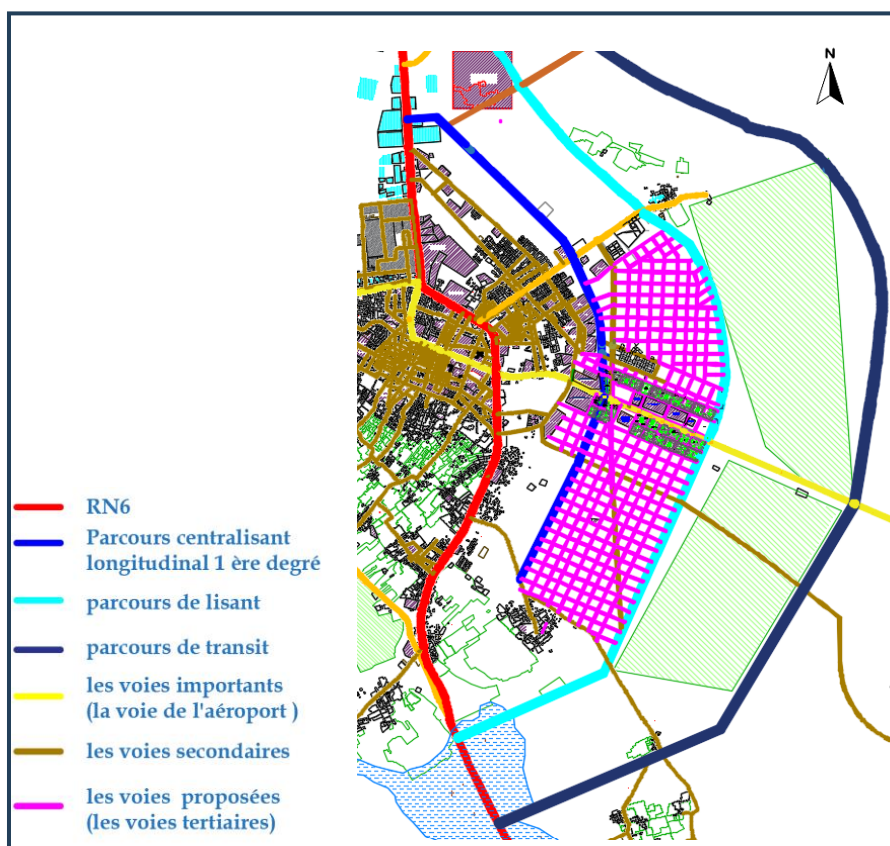 N
RN6
Parcours centralisant
longitudinal 1 ère degré
parcours de lisant
parcours de transit
les voies importants
(la voie de l'aéroport )
les voies secondaires
les voies proposées
(les voies tertiaires)